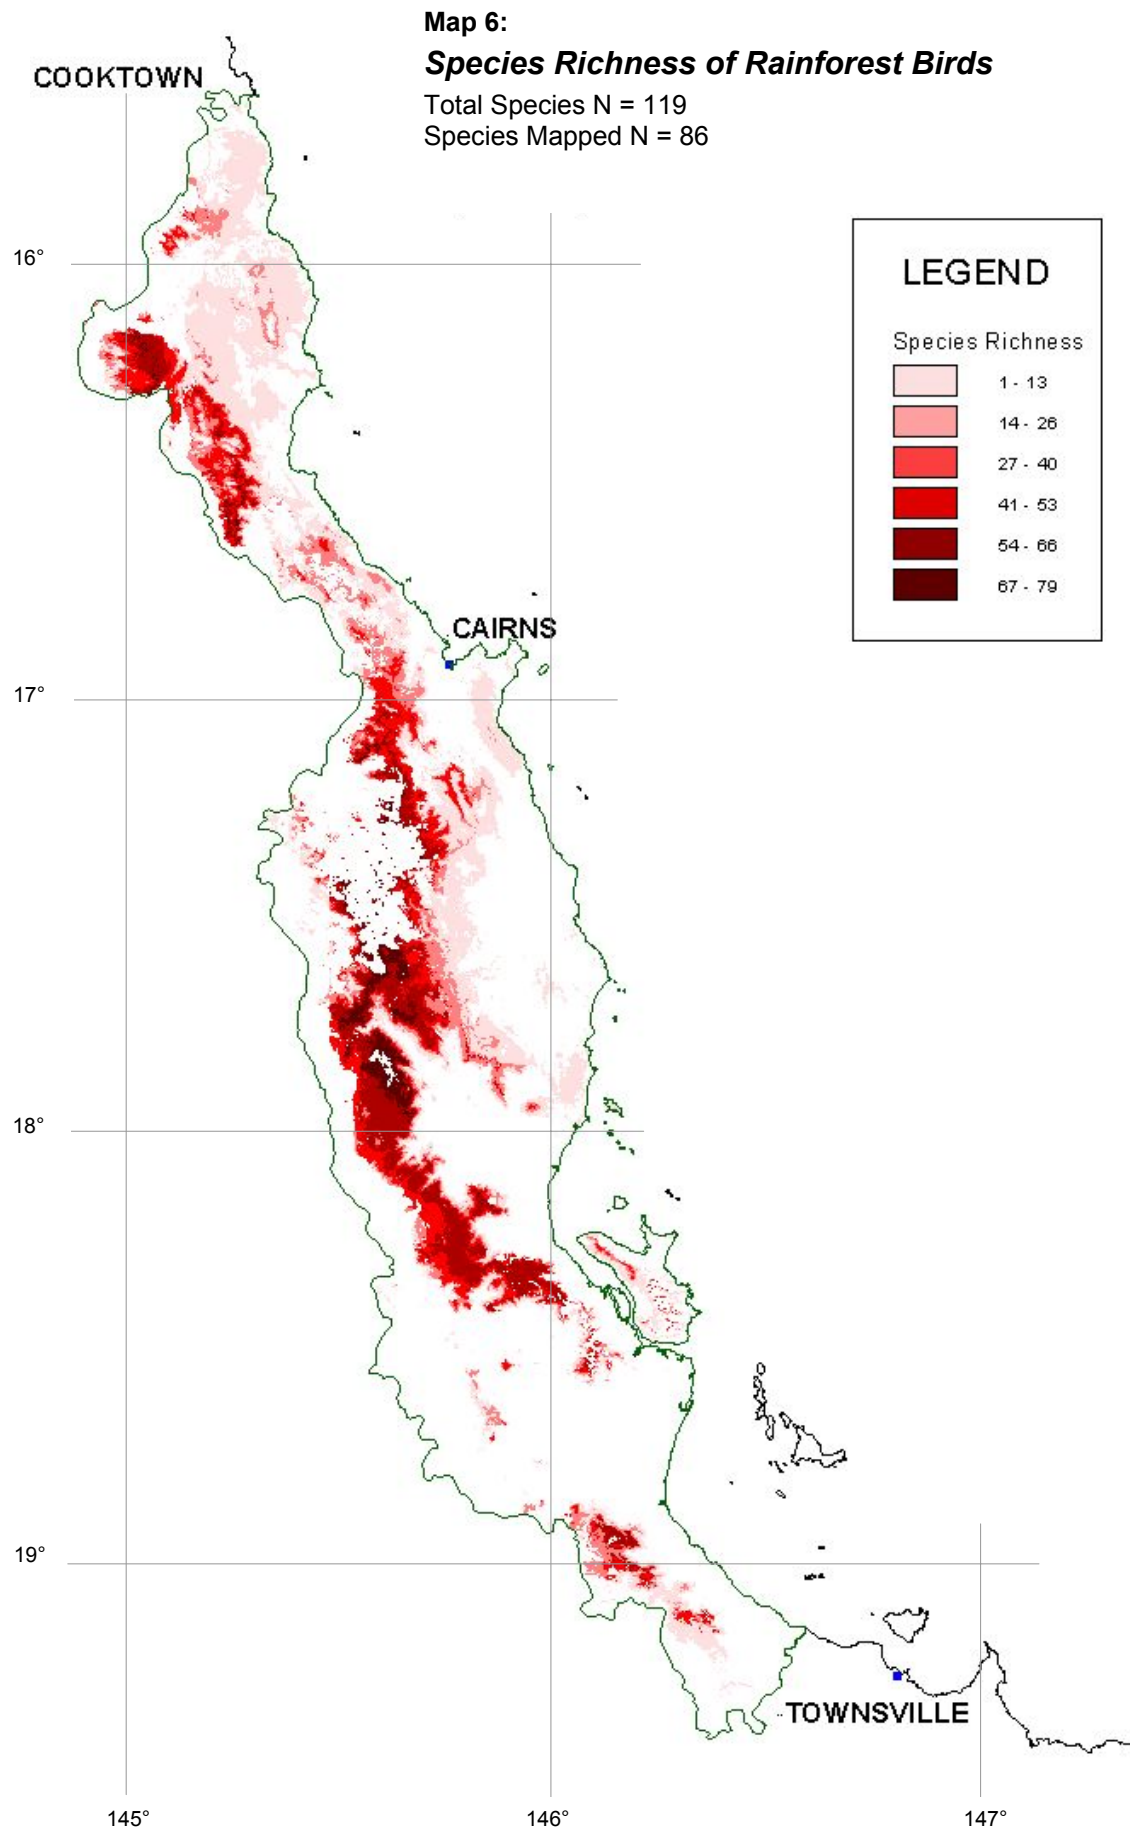 Map 6:
Species Richness of Rainforest Birds
Total Species N = 119
Species Mapped N = 86
COOKTOWN
16°
LEGEND
Species Richness
1 - 13
14 - 26
27 - 40
41 - 53
54 - 66
67 - 79
CAIRNS
17°
18°
19°
TOWNSVILLE
145°
146°
147°